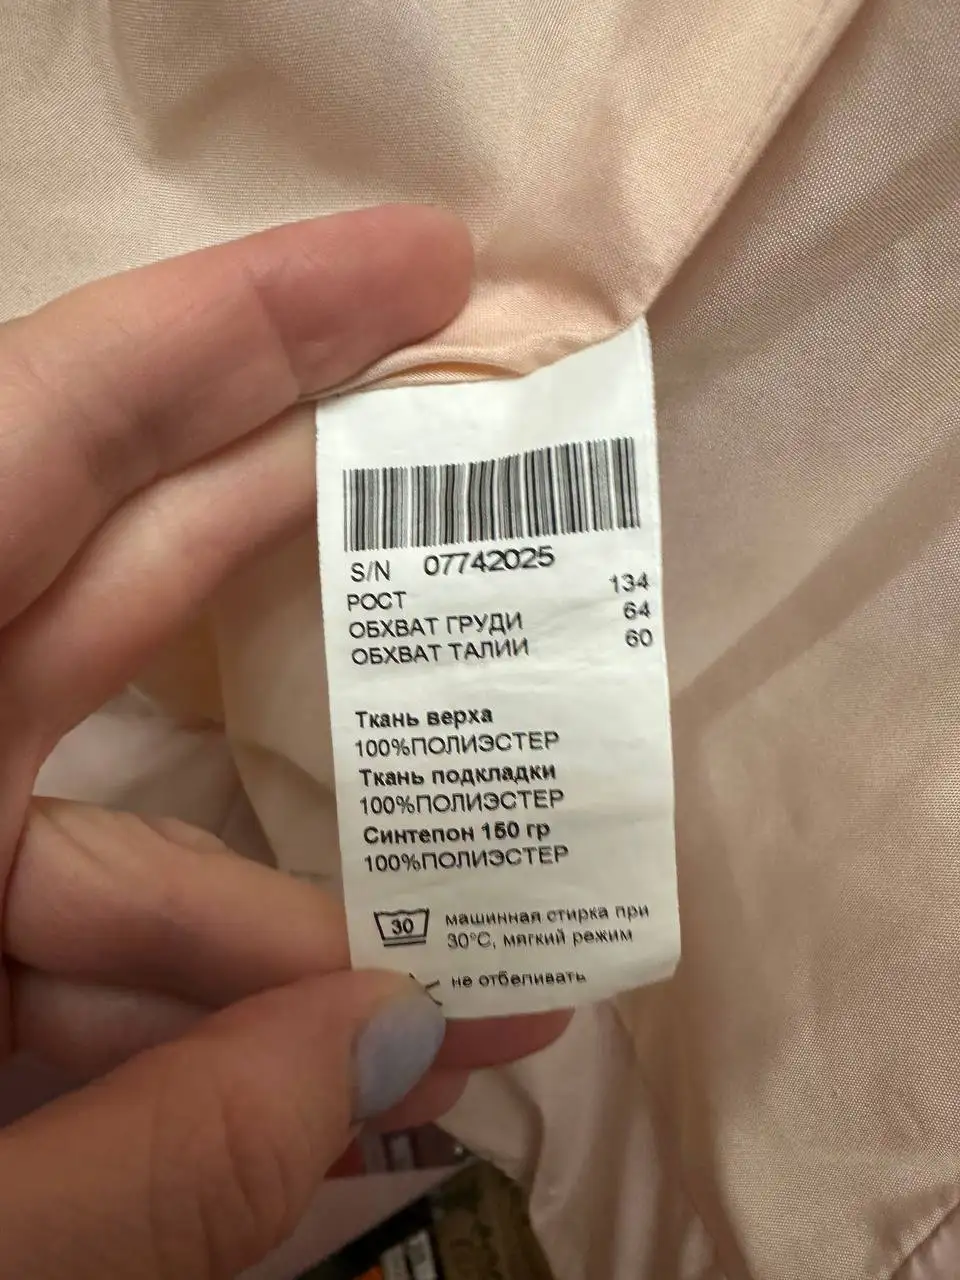 S/N 07742025
РОСТ 134
ОБХВАТ ГРУДИ 64
ОБХВАТ ТАЛИИ 60
Ткань верха
100%ПОЛИЭСТЕР
Ткань подкладки
100%ПОЛИЭСТЕР
Синтепон 150 гр
100%ПОЛИЭСТЕР
30 машинная стирка при
30°C, мягкий режим
не отбеливать